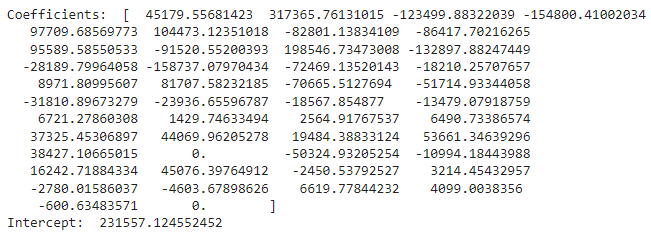 Coefficients:  [  45179.55681423  317365.76131015 -123499.88322039 -154800.41002034
   97709.68569773  104473.12351018  -82801.13834109  -86417.70216265
   95589.58550533  -91520.55200393  198546.73473008 -132897.88247449
  -28189.79964058 -158737.07970434  -72469.13520143  -18210.25707657
    8971.80995607   81707.58232185  -70665.5127694   -51714.93344058
  -31810.89673279  -23936.65596787  -18567.854877    -13479.07918759
    6721.27860308    1429.74633494    2564.91767537    6490.73386574
   37325.45306897   44069.96205278   19484.38833124   53661.34639296
   38427.10665015       0.          -50324.93205254  -10994.18443988
   16242.71884334   45076.39764912   -2450.53792527    3214.45432957
   -2780.01586037   -4603.67898626    6619.77844232    4099.0038356
    -600.63483571       0.        ]
Intercept:  231557.124552452